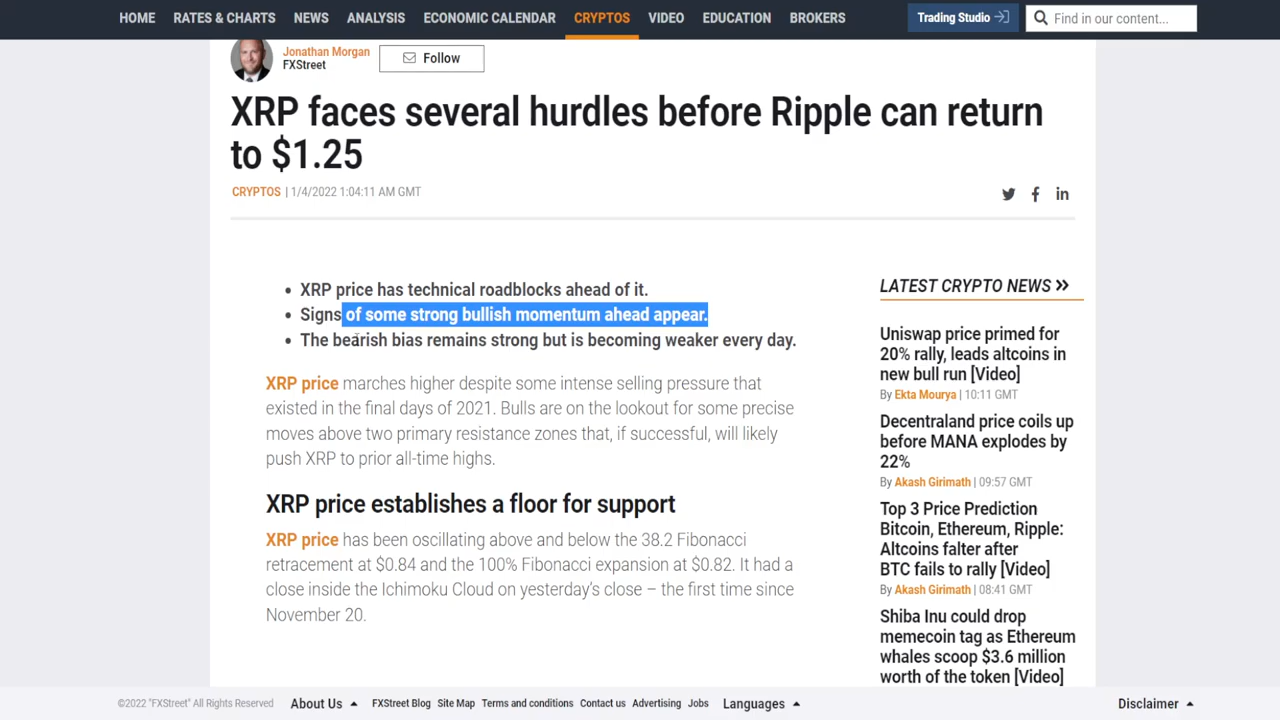 HOME RATES & CHARTS NEWS ANALYSIS ECONOMIC CALENDAR CRYPTOS VIDEO EDUCATION BROKERS Trading Studio Find in our content...
Jonathan Morgan
FXStreet
Follow
XRP faces several hurdles before Ripple can return
to $1.25
CRYPTOS | 1/4/2022 1:04:11 AM GMT
• XRP price has technical roadblocks ahead of it.
• Signs of some strong bullish momentum ahead appear.
• The bearish bias remains strong but is becoming weaker every day.
XRP price marches higher despite some intense selling pressure that
existed in the final days of 2021. Bulls are on the lookout for some precise
moves above two primary resistance zones that, if successful, will likely
push XRP to prior all-time highs.
XRP price establishes a floor for support
XRP price has been oscillating above and below the 38.2 Fibonacci
retracement at $0.84 and the 100% Fibonacci expansion at $0.82. It had a
close inside the Ichimoku Cloud on yesterday's close – the first time since
November 20.
LATEST CRYPTO NEWS
Uniswap price primed for
20% rally, leads altcoins in
new bull run [Video]
By Ekta Mourya | 10:11 GMT
Decentraland price coils up
before MANA explodes by
22%
By Akash Girimath | 09:57 GMT
Top 3 Price Prediction
Bitcoin, Ethereum, Ripple:
Altcoins falter after
BTC fails to rally [Video]
By Akash Girimath | 08:41 GMT
Shiba Inu could drop
memecoin tag as Ethereum
whales scoop $3.6 million
worth of the token [Video]
©2022 "FXStreet" All Rights Reserved About Us FXStreet Blog Site Map Terms and conditions Contact us Advertising Jobs Languages Disclaimer